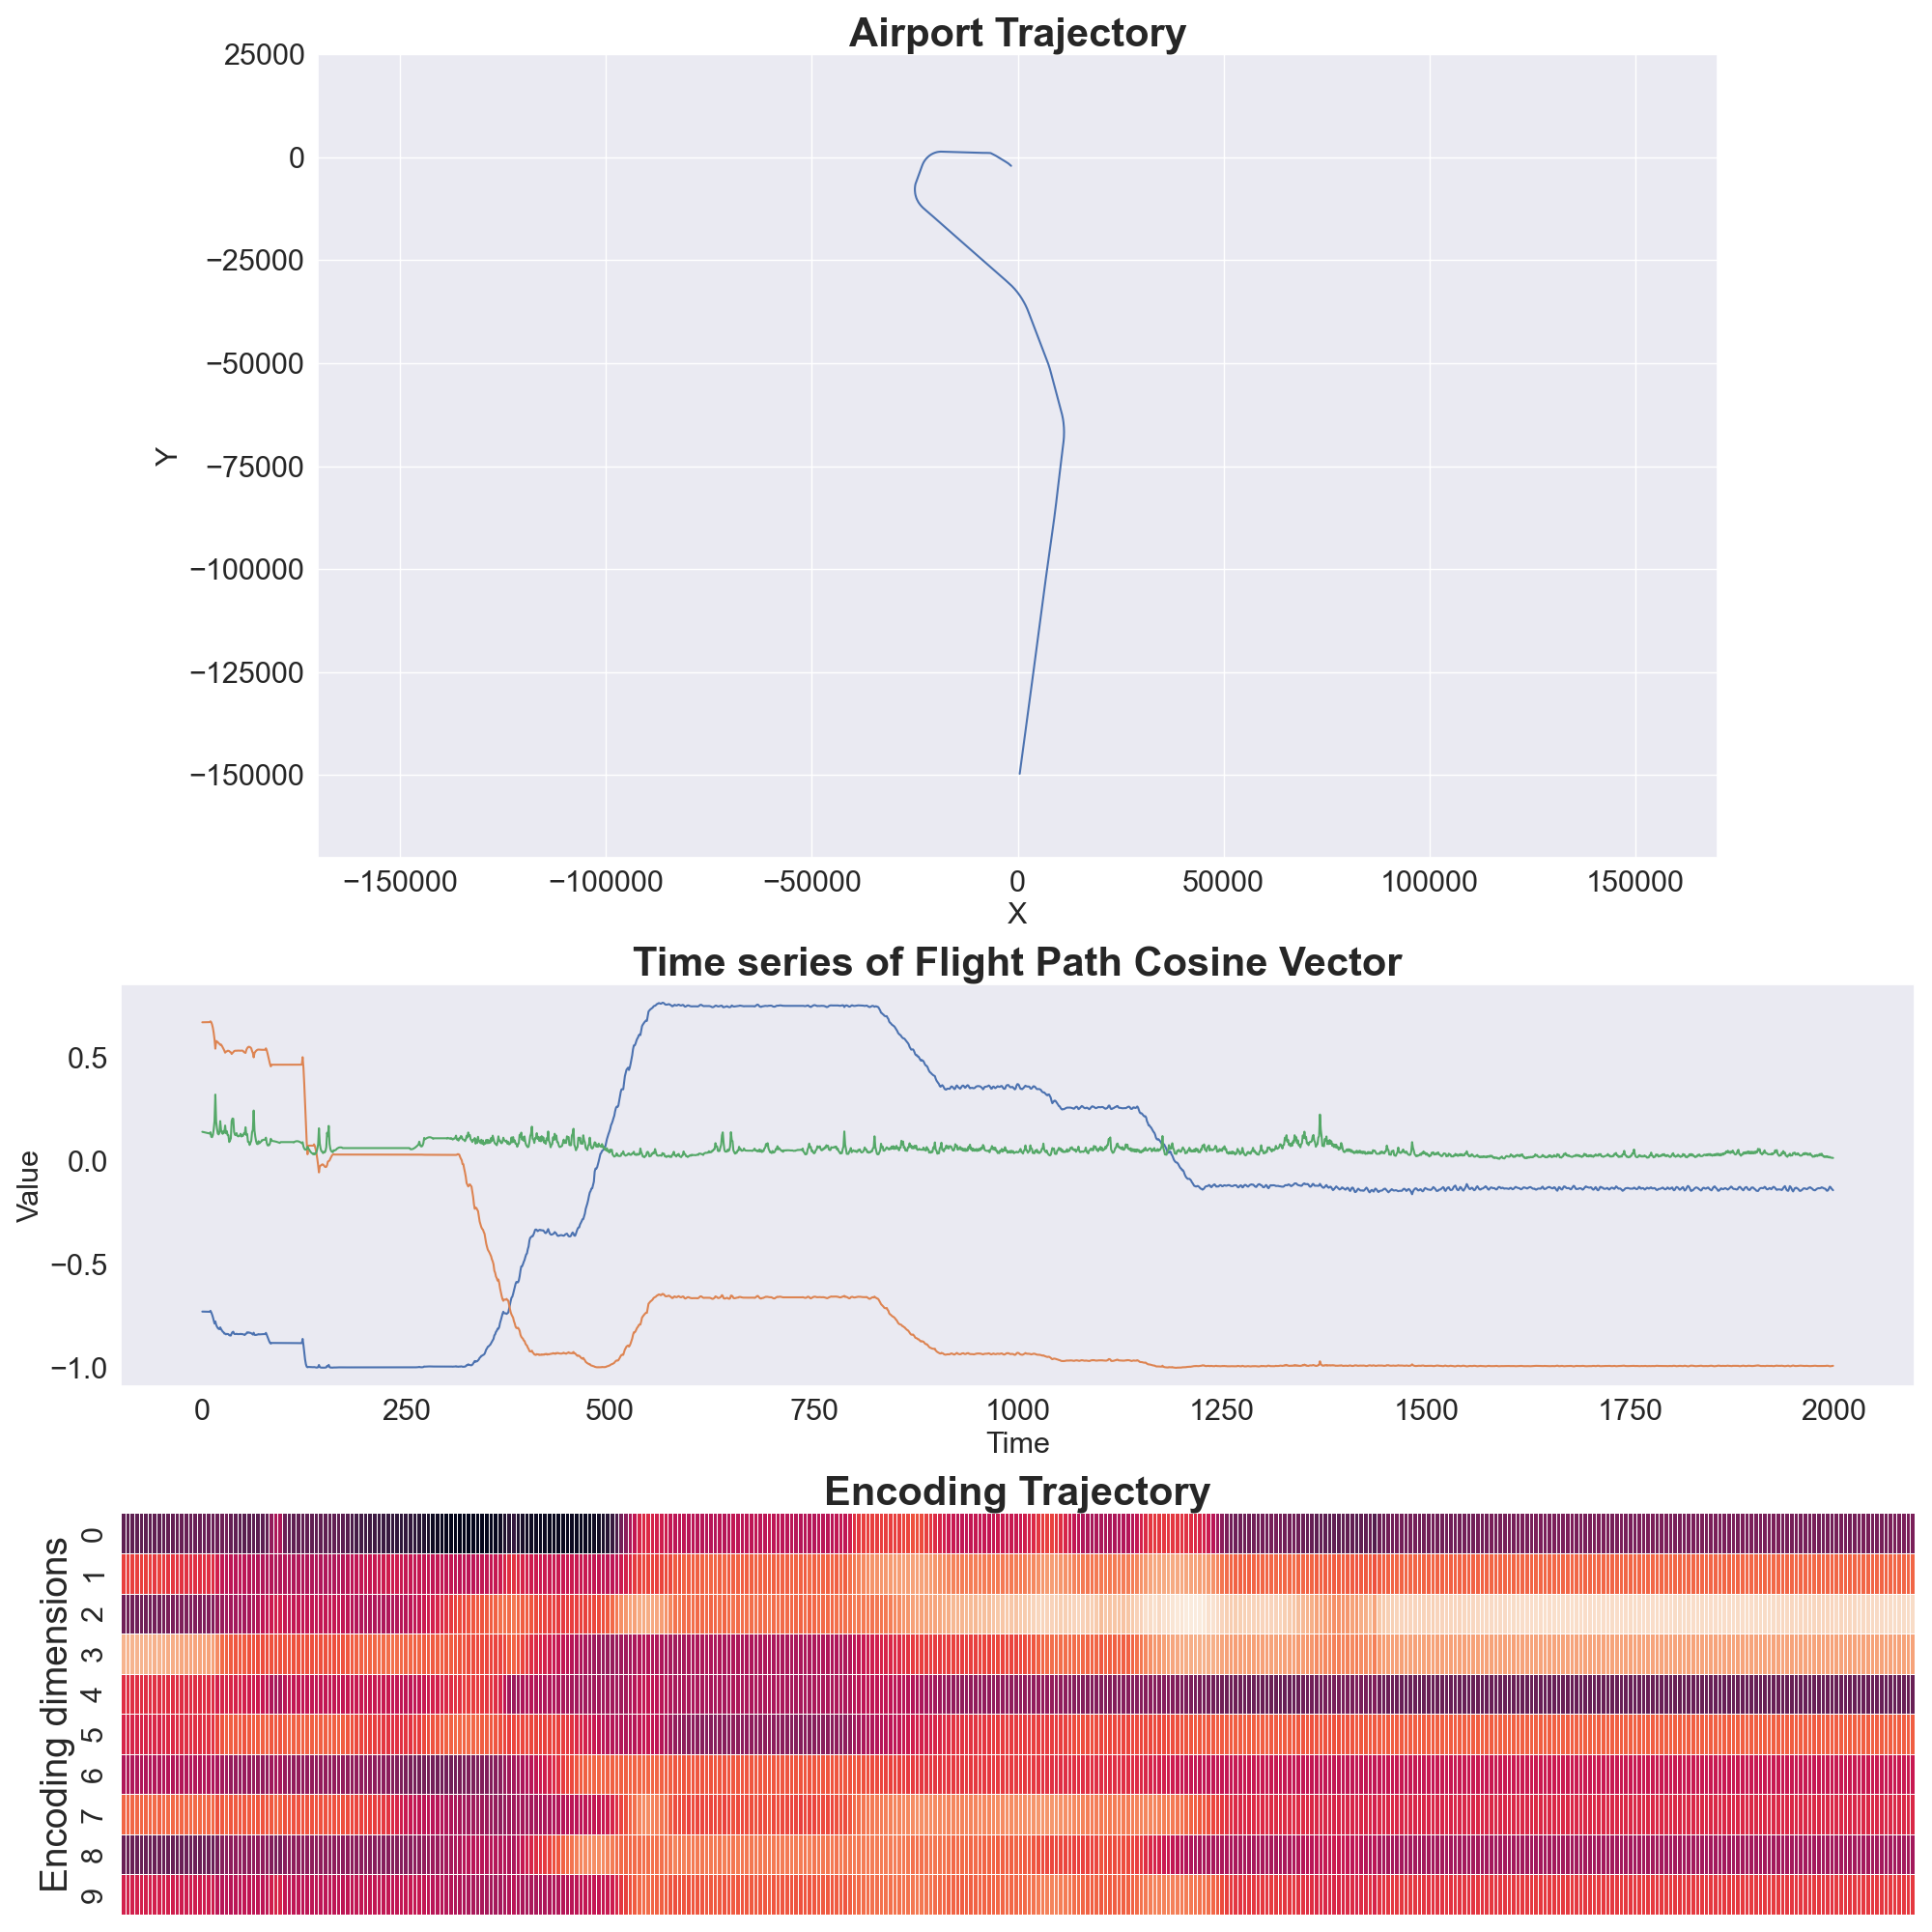 Airport Trajectory
25000
0
−25000
−50000
−75000
−100000
−125000
−150000
Y
−150000 −100000 −50000 0 50000 100000 150000
X
Time series of Flight Path Cosine Vector
0.5
0.0
−0.5
−1.0
Value
0 250 500 750 1000 1250 1500 1750 2000
Time
Encoding Trajectory
Encoding dimensions
0
1
2
3
4
5
6
7
8
9